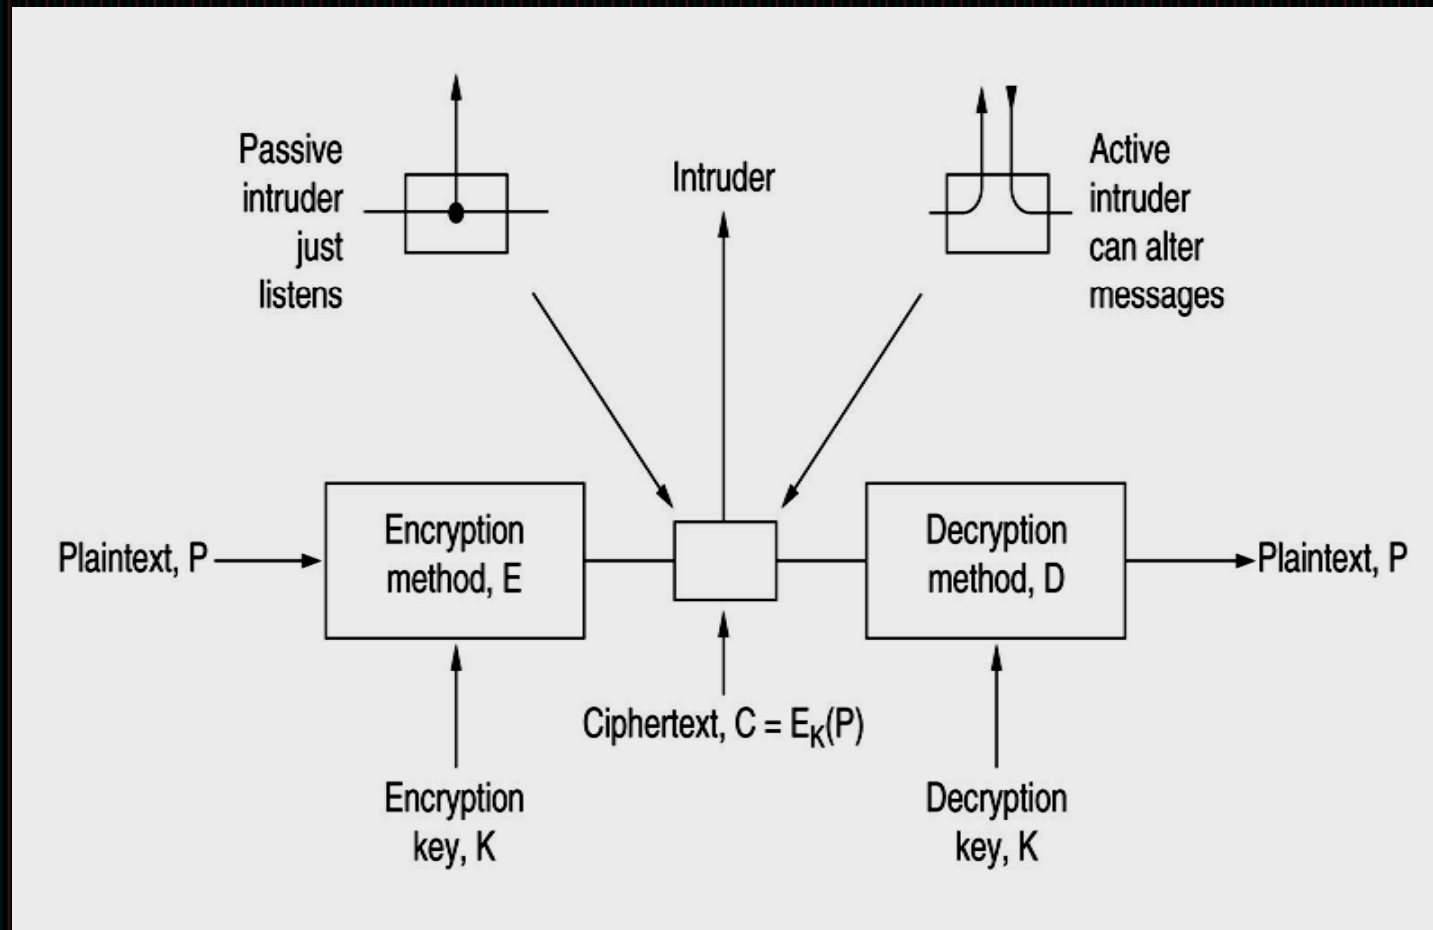 Passive
intruder
just
listens
Intruder
Active
intruder
can alter
messages
Plaintext, P
Encryption
method, E
Decryption
method, D
Plaintext, P
Ciphertext, C = E_K(P)
Encryption
key, K
Decryption
key, K